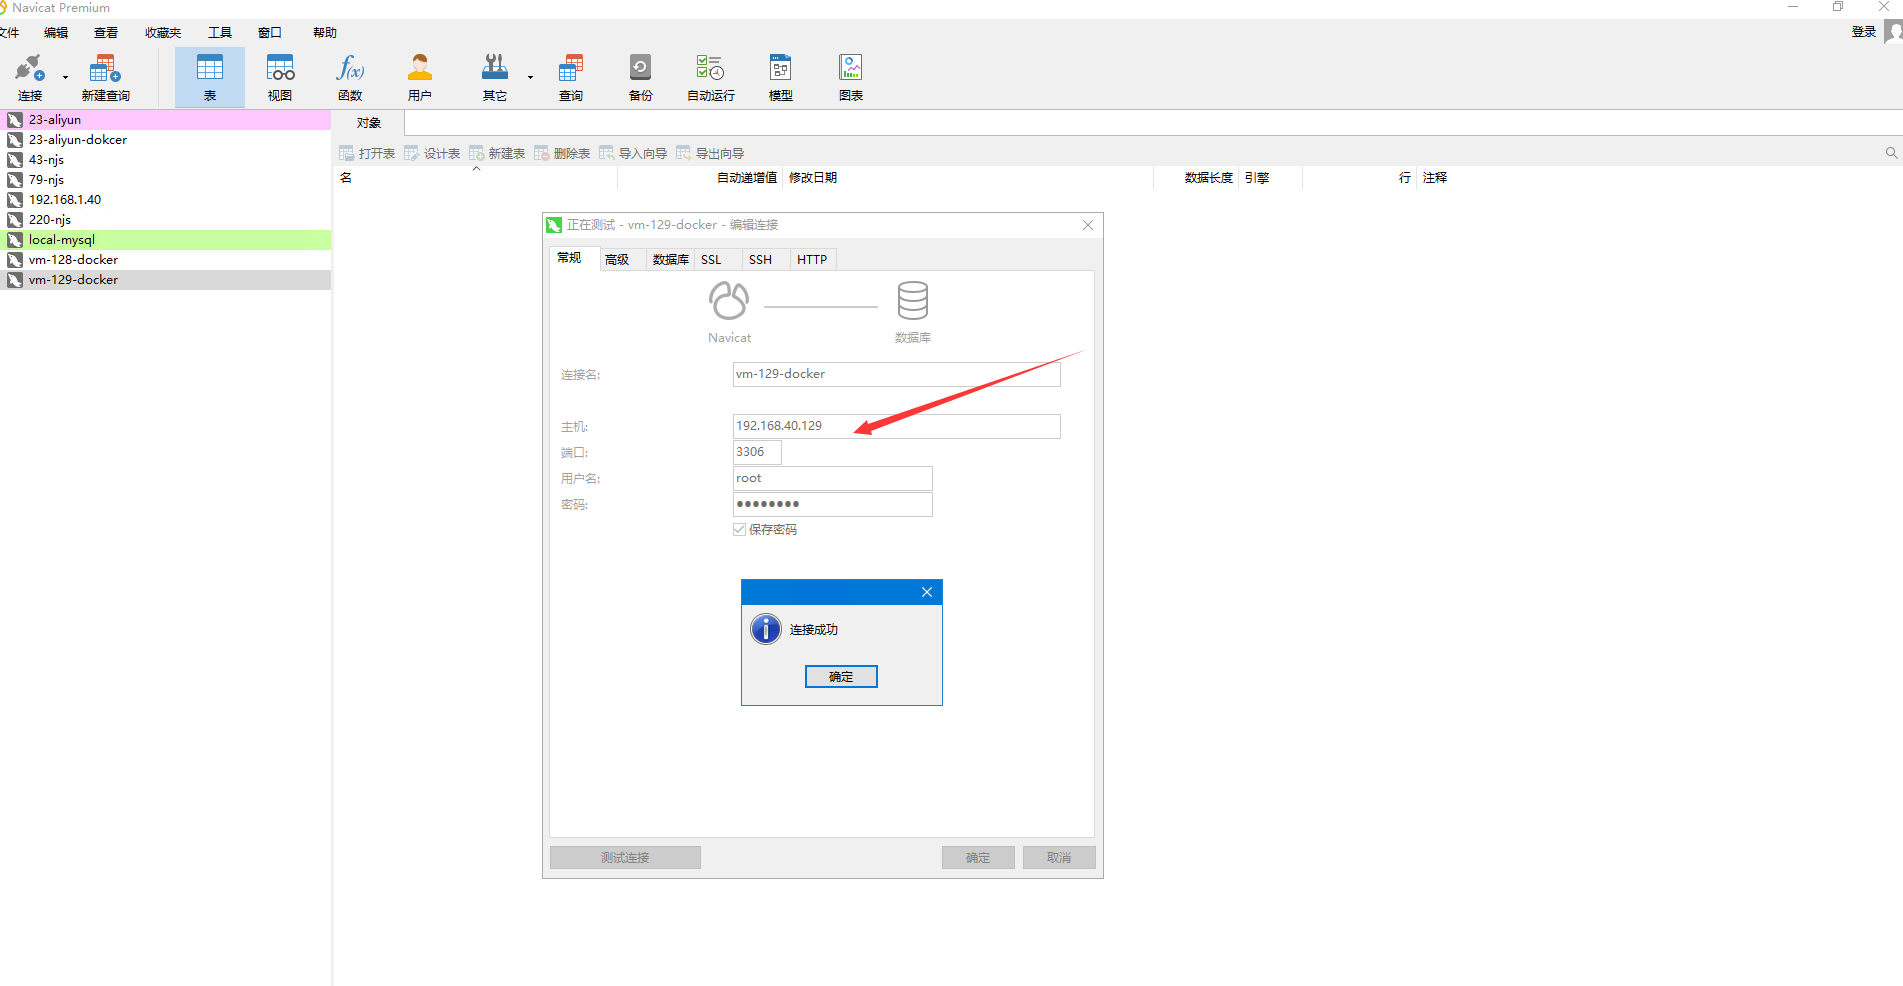 Navicat Premium
文件 编辑 查看 收藏夹 工具 窗口 帮助 登录
连接 新建查询 表 视图 函数 用户 其它 查询 备份 自动运行 模型 图表
f(x)
23-aliyun
23-aliyun-dokcer
43-njs
79-njs
192.168.1.40
220-njs
local-mysql
vm-128-docker
vm-129-docker
对象
打开表 设计表 新建表 删除表 导入向导 导出向导
名 自动递增值 修改日期 数据长度 引擎 行 注释
正在测试 - vm-129-docker - 编辑连接
常规 高级 数据库 SSL SSH HTTP
Navicat 数据库
连接名: vm-129-docker
主机: 192.168.40.129
端口: 3306
用户名: root
密码: ●●●●●●●●
保存密码
连接成功
确定
测试连接 确定 取消